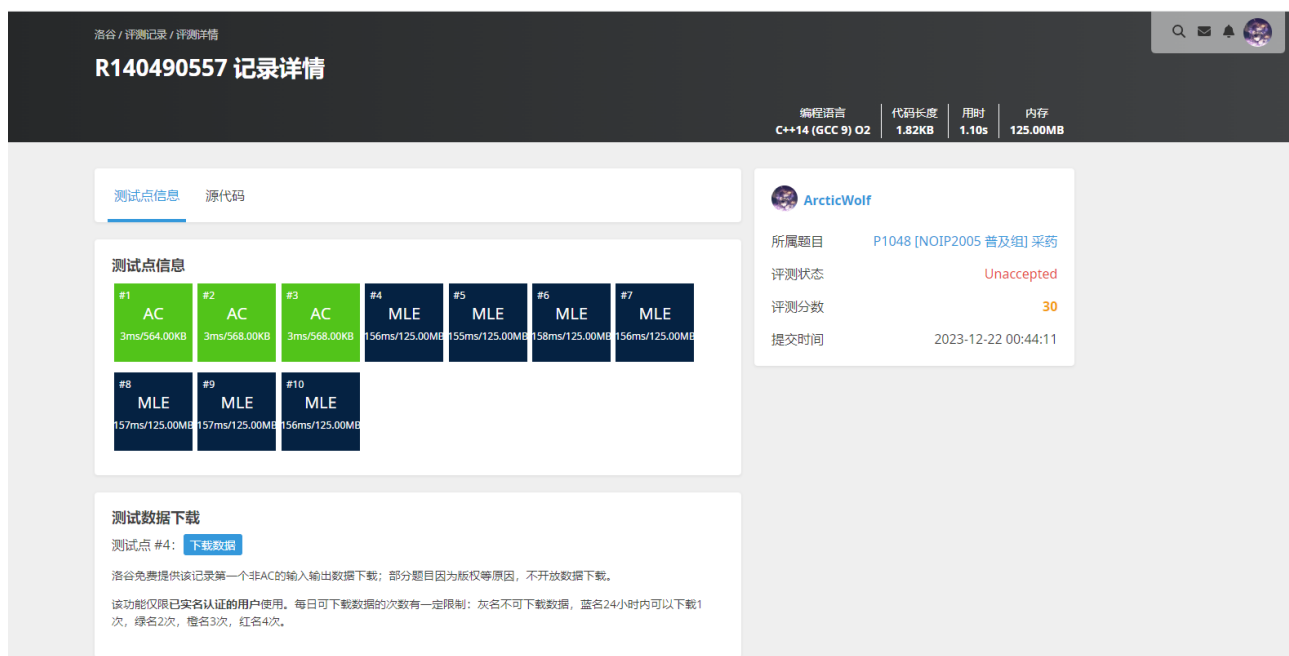 洛谷 / 评测记录 / 评测详情
R140490557 记录详情
编程语言 代码长度 用时 内存
C++14 (GCC 9) O2 1.82KB 1.10s 125.00MB
测试点信息 源代码
ArcticWolf
所属题目 P1048 [NOIP2005 普及组] 采药
评测状态 Unaccepted
评测分数 30
提交时间 2023-12-22 00:44:11
测试点信息
#1 #2 #3 #4 #5 #6 #7
AC AC AC MLE MLE MLE MLE
3ms/564.00KB 3ms/568.00KB 3ms/568.00KB 156ms/125.00MB 155ms/125.00MB 158ms/125.00MB 156ms/125.00MB
#8 #9 #10
MLE MLE MLE
157ms/125.00MB 157ms/125.00MB 156ms/125.00MB
测试数据下载
测试点 #4： 下载数据
洛谷免费提供该记录第一个非AC的输入输出数据下载；部分题目因为版权等原因，不开放数据下载。
该功能仅限已实名认证的用户使用。每日可下载数据的次数有一定限制：灰名不可下载数据，蓝名24小时内可以下载1
次，绿名2次，橙名3次，红名4次。